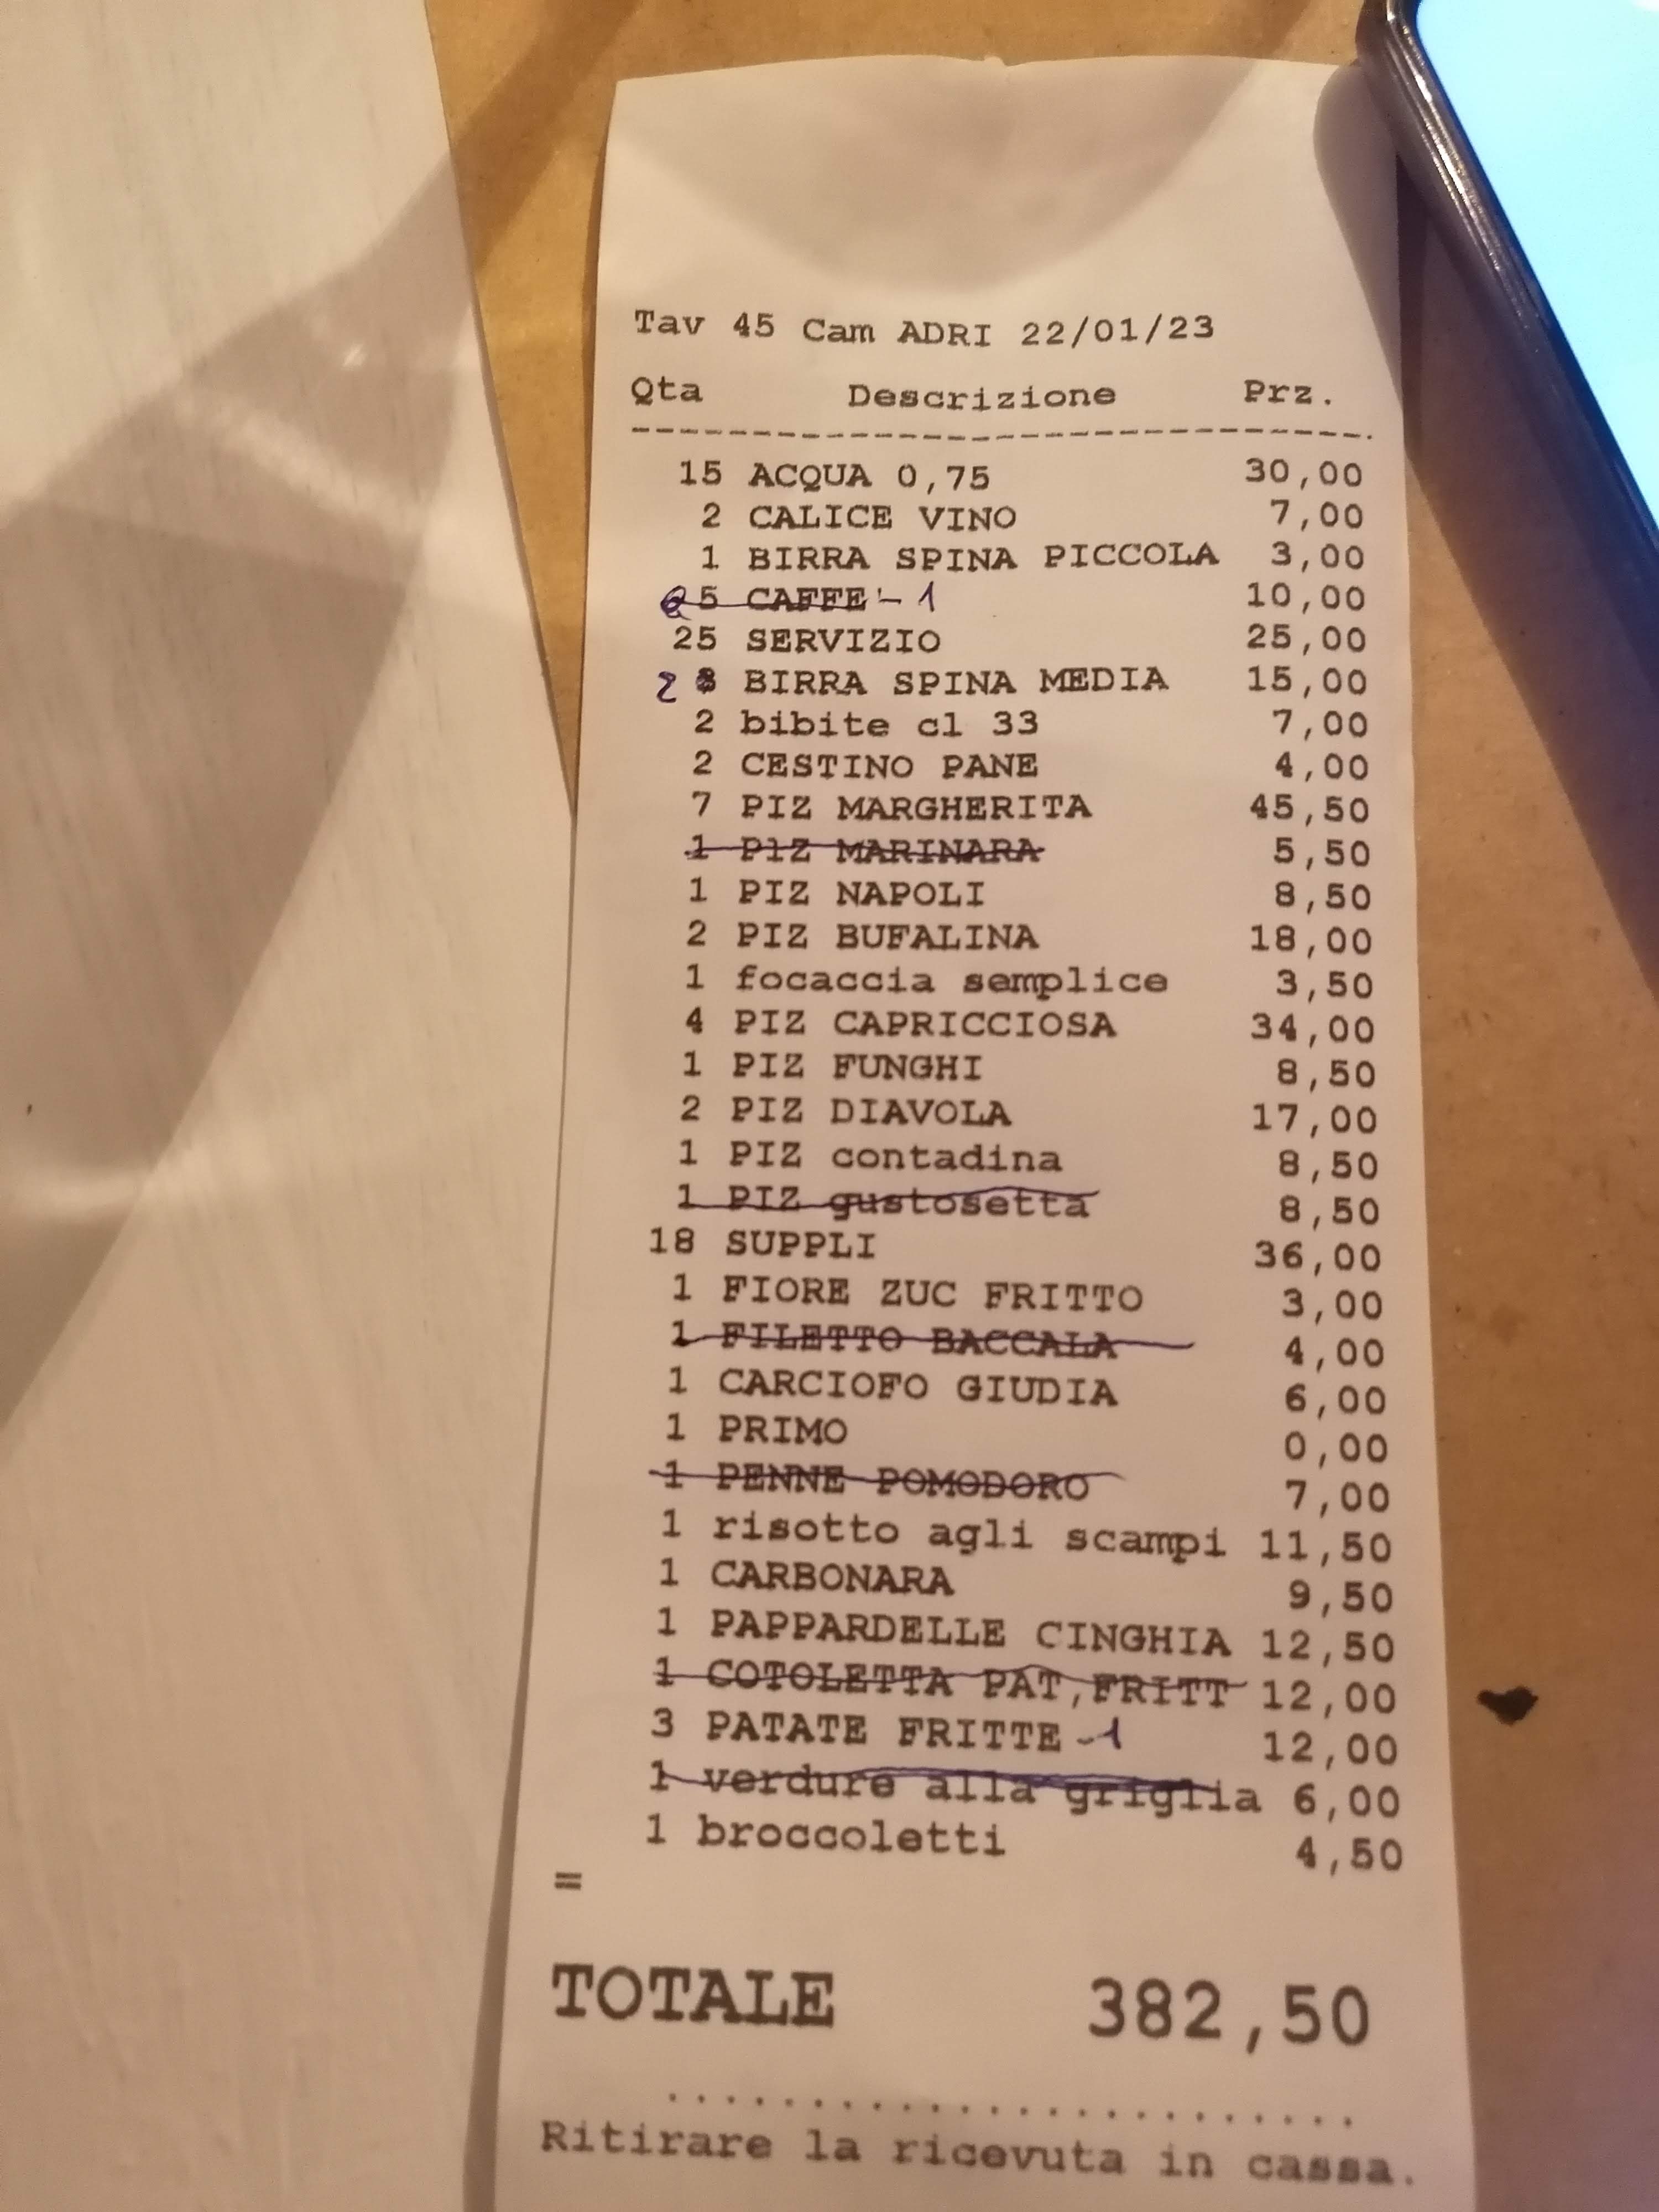 Tav 45 Cam ADRI 22/01/23
Qta Descrizione Prz.
15 ACQUA 0,75 30,00
2 CALICE VINO 7,00
1 BIRRA SPINA PICCOLA 3,00
5 CAFFE' - 1 10,00
25 SERVIZIO 25,00
2 BIRRA SPINA MEDIA 15,00
2 bibite cl 33 7,00
2 CESTINO PANE 4,00
7 PIZ MARGHERITA 45,50
1 PIZ MARINARA 5,50
1 PIZ NAPOLI 8,50
2 PIZ BUFALINA 18,00
1 focaccia semplice 3,50
4 PIZ CAPRICCIOSA 34,00
1 PIZ FUNGHI 8,50
2 PIZ DIAVOLA 17,00
1 PIZ contadina 8,50
1 PIZ gustosetta 8,50
18 SUPPLI 36,00
1 FIORE ZUC FRITTO 3,00
1 FILETTO BACCALA 4,00
1 CARCIOFO GIUDIA 6,00
1 PRIMO 0,00
1 PENNE POMODORO 7,00
1 risotto agli scampi 11,50
1 CARBONARA 9,50
1 PAPPARDELLE CINGHIA 12,50
1 COTOLETTA PAT,FRITT 12,00
3 PATATE FRITTE -1 12,00
1 verdure alla griglia 6,00
1 broccoletti 4,50
=
TOTALE 382,50
Ritirare la ricevuta in cassa.